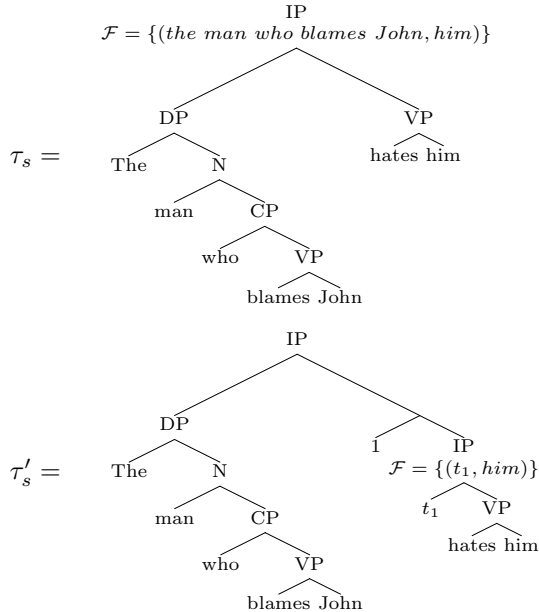 IP
ℱ = {(the man who blames John, him)}
DP VP
τₛ = The N hates him
man CP
who VP
blames John
IP
DP
1 IP
τ′ₛ = The N ℱ = {(t₁, him)}
man t₁ VP
CP hates him
who VP
blames John